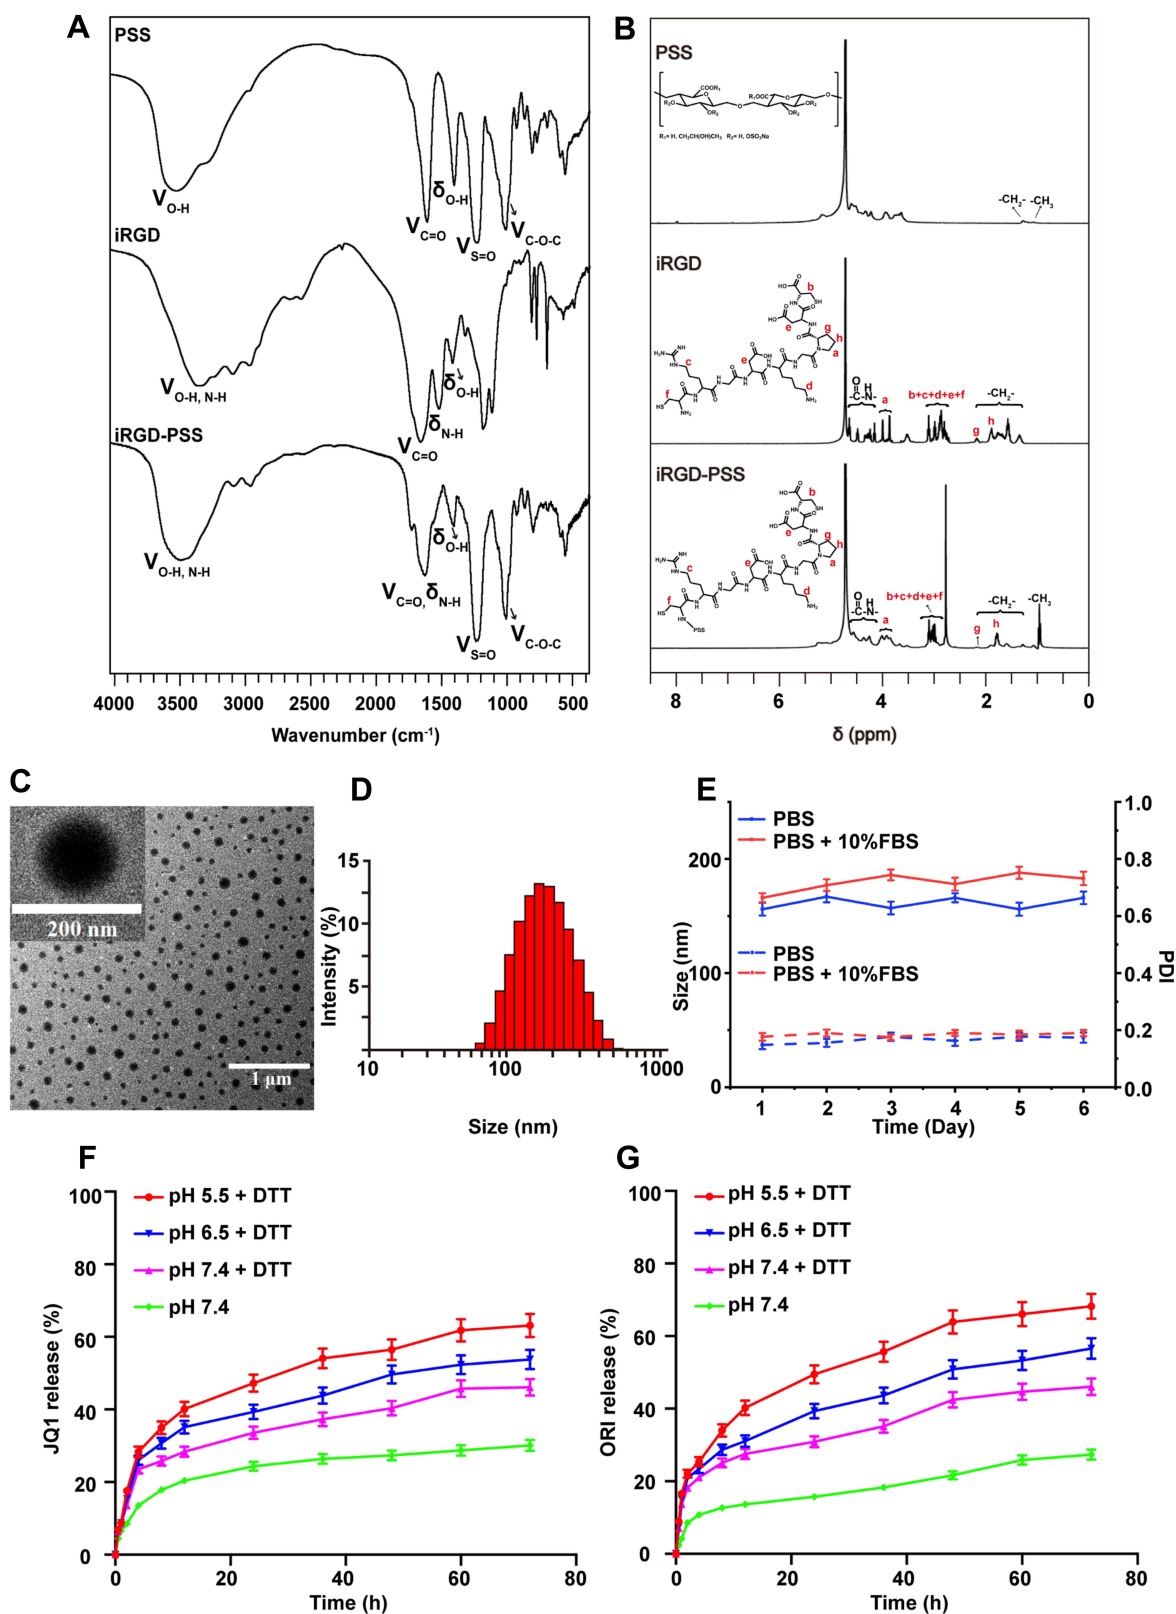 A
PSS
V O-H
δ O-H
V C=O
V S=O
V C-O-C
iRGD
V O-H, N-H
δ O-H
δ N-H
V C=O
iRGD-PSS
V O-H, N-H
δ O-H
V C=O, δ N-H
V S=O
V C-O-C
4000 3000 2000 1500 1000 500
Wavenumber (cm-1)
B
PSS
COOR1
R1OOC
R3O
OR2
R1= H, CH2CH(OH)CH3 R2= H, OSO3Na
-CH2- -CH3
iRGD
b
e
g
h
a
c
e
d
f
O H
-C-N-
a
b+c+d+e+f
-CH2-
g
h
iRGD-PSS
b
e
g
h
a
c
e
d
f
PSS
O H
-C-N-
a
b+c+d+e+f
-CH2-
-CH3
g
h
8 6 4 2 0
δ (ppm)
C
200 nm
1 μm
D
15
10
5
10 100 1000
Intensity (%)
Size (nm)
E
PBS
PBS + 10%FBS
PBS
PBS + 10%FBS
200
100
0
Size (nm)
1.0
0.8
0.6
0.4
0.2
0.0
PDI
1 2 3 4 5 6
Time (Day)
F
pH 5.5 + DTT
pH 6.5 + DTT
pH 7.4 + DTT
pH 7.4
100
80
60
40
20
0
JQ1 release (%)
0 20 40 60 80
Time (h)
G
pH 5.5 + DTT
pH 6.5 + DTT
pH 7.4 + DTT
pH 7.4
100
80
60
40
20
0
ORI release (%)
0 20 40 60 80
Time (h)